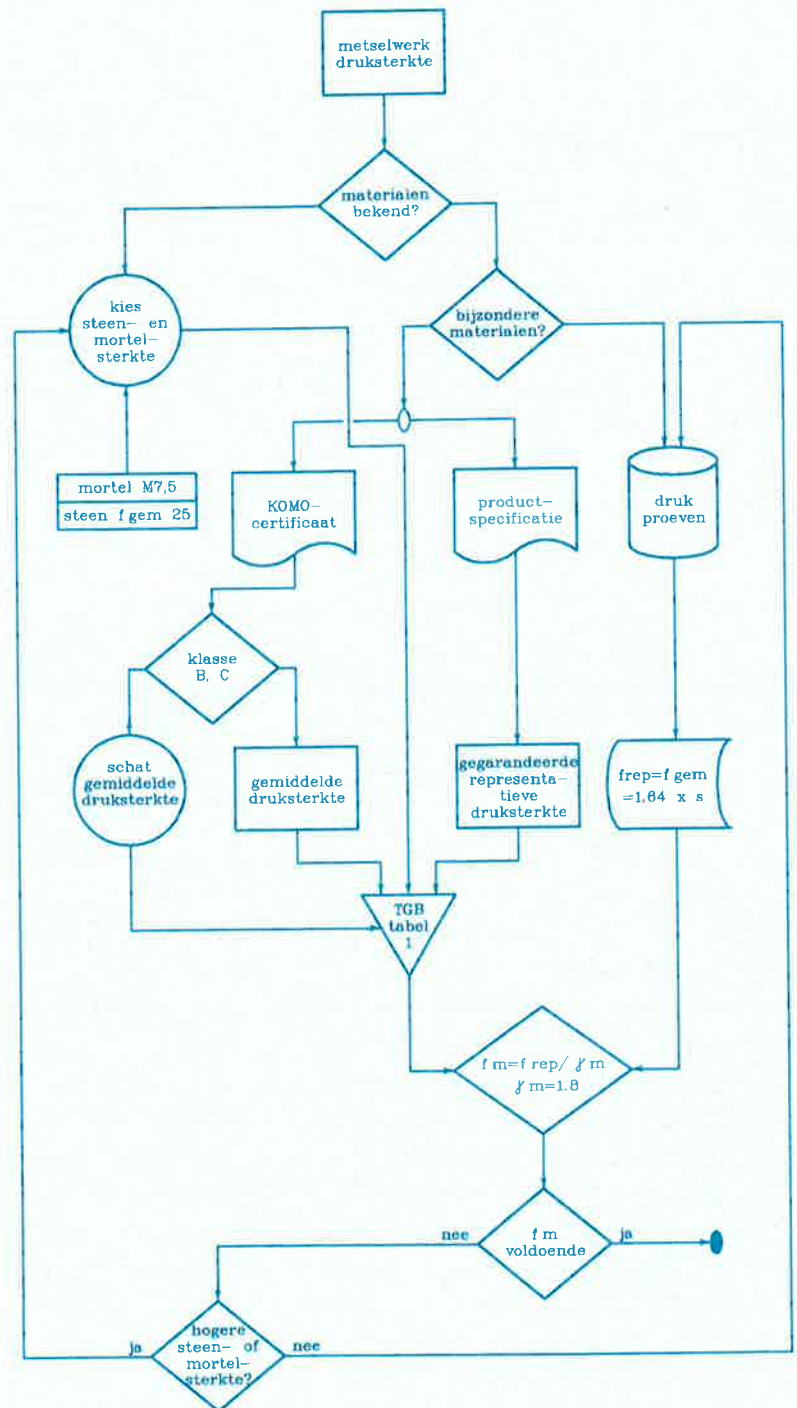 metselwerk
druksterkte
materialen
bekend?
kies
steen- en
mortel-
sterkte
bijzondere
materialen?
mortel M7,5
steen f gem 25
KOMO-
certificaat
product-
specificatie
druk
proeven
klasse
B, C
schat
gemiddelde
druksterkte
gemiddelde
druksterkte
gegarandeerde
representa-
tieve
druksterkte
frep=f gem
=1,64 x s
TGB
tabel
1
f m=f rep/ γ m
γ m=1.8
f m
voldoende
nee
ja
hogere
steen- of
mortel-
sterkte?
ja
nee